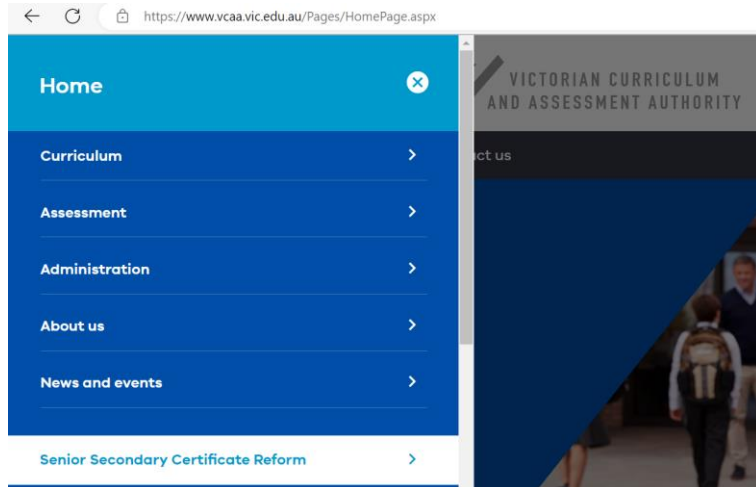 https://www.vcaa.vic.edu.au/Pages/HomePage.aspx
Home
VICTORIAN CURRICULUM
AND ASSESSMENT AUTHORITY
Curriculum
ct us
Assessment
Administration
About us
News and events
Senior Secondary Certificate Reform